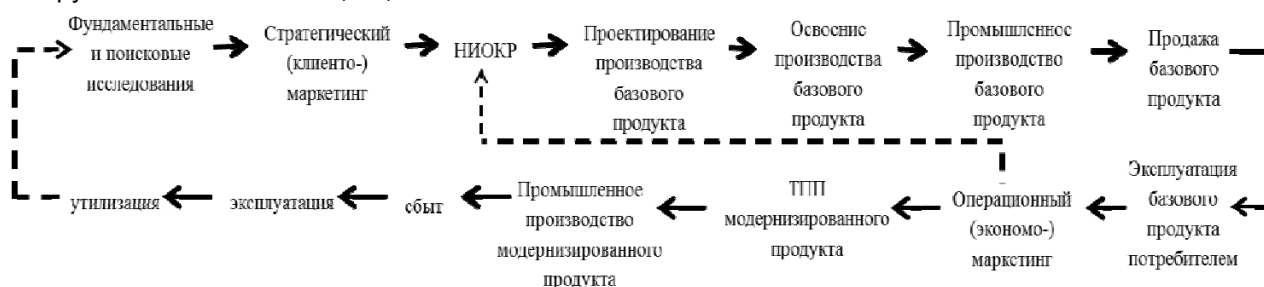 Фундаментальные
и поисковые
исследования
Стратегический
(клиенто-)
маркетинг
НИОКР
Проектирование
производства
базового
продукта
Освоение
производства
базового
продукта
Промышленное
производство
базового
продукта
Продажа
базового
продукта
утилизация
эксплуатация
сбыт
Промышленное
производство
модернизированного
продукта
ТПП
модернизированного
продукта
Операционный
(экономо-)
маркетинг
Эксплуатация
базового
продукта
потребителем